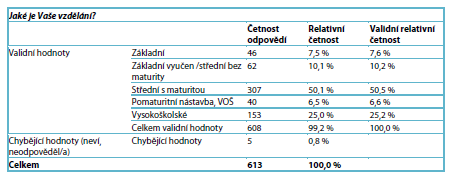 Jaké je Vaše vzdělání?
Četnost odpovědí Relativní četnost Validní relativní četnost
Validní hodnoty Základní 46 7,5 % 7,6 %
Základní vyučen /střední bez maturity 62 10,1 % 10,2 %
Střední s maturitou 307 50,1 % 50,5 %
Pomaturitní nástavba, VOŠ 40 6,5 % 6,6 %
Vysokoškolské 153 25,0 % 25,2 %
Celkem validní hodnoty 608 99,2 % 100,0 %
Chybějící hodnoty (neví, neodpověděl/a) Chybějící hodnoty 5 0,8 %
Celkem 613 100,0 %